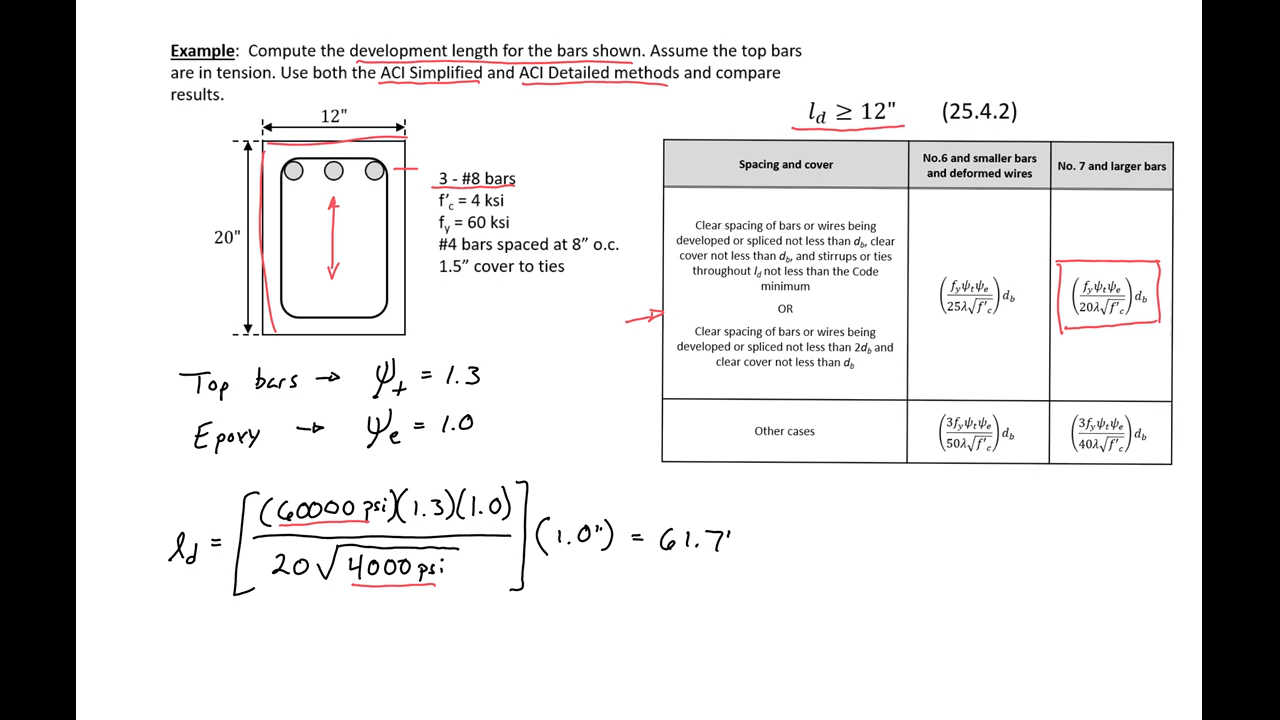 Example: Compute the development length for the bars shown. Assume the top bars
are in tension. Use both the ACI Simplified and ACI Detailed methods and compare
results.
12"
20"
3 - #8 bars
f'c = 4 ksi
fy = 60 ksi
#4 bars spaced at 8” o.c.
1.5” cover to ties
ld ≥ 12" (25.4.2)
Spacing and cover
No.6 and smaller bars
and deformed wires
No. 7 and larger bars
Clear spacing of bars or wires being
developed or spliced not less than db, clear
cover not less than db, and stirrups or ties
throughout ld not less than the Code
minimum
OR
Clear spacing of bars or wires being
developed or spliced not less than 2db and
clear cover not less than db
(fyψtψe / 25λ√f'c) db
(fyψtψe / 20λ√f'c) db
Other cases
(3fyψtψe / 50λ√f'c) db
(3fyψtψe / 40λ√f'c) db
Top bars → ψt = 1.3
Epoxy → ψe = 1.0
ld = [(60000 psi)(1.3)(1.0) / 20√4000 psi] (1.0") = 61.7'